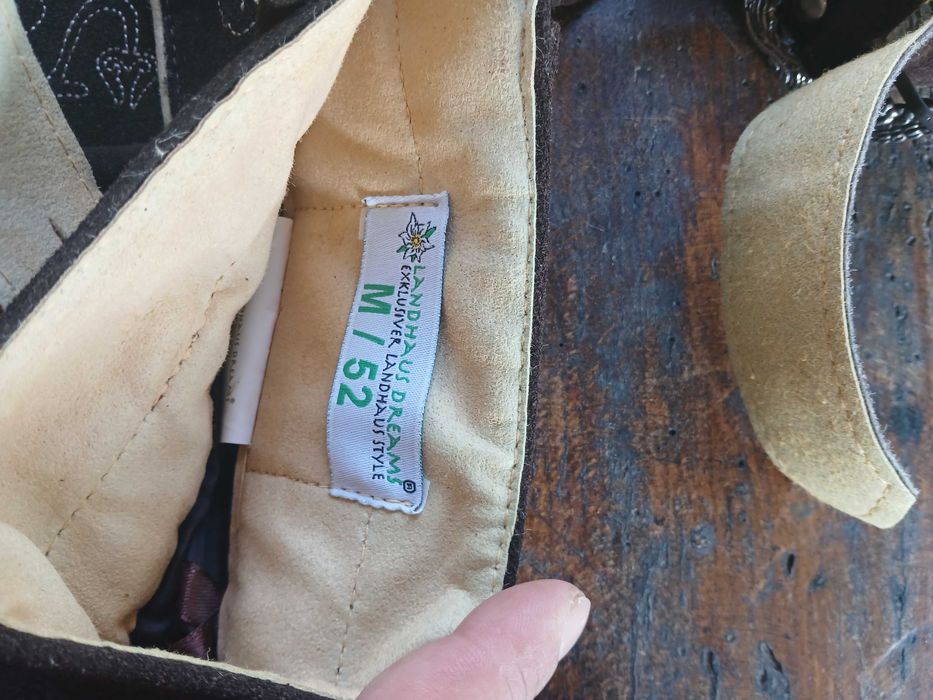 LANDHAUS DREAMS®
EXKLUSIVER LANDHAUS STYLE
M / 52